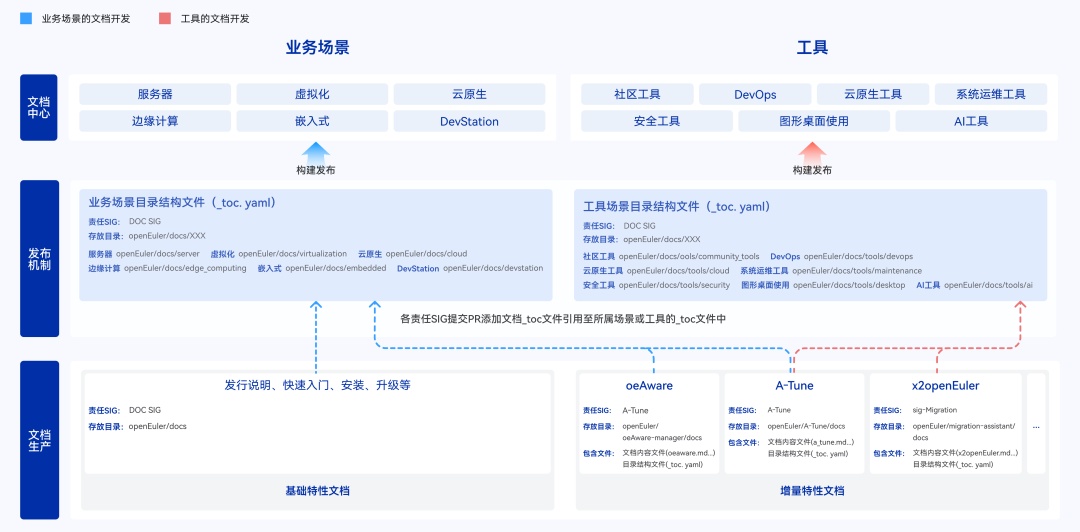 业务场景的文档开发 工具的文档开发
业务场景 工具
文档中心
服务器 虚拟化 云原生
边缘计算 嵌入式 DevStation
社区工具 DevOps 云原生工具 系统运维工具
安全工具 图形桌面使用 AI工具
构建发布 构建发布
发布机制
业务场景目录结构文件（_toc. yaml）
责任SIG: DOC SIG
存放目录: openEuler/docs/XXX
服务器 openEuler/docs/server 虚拟化 openEuler/docs/virtualization 云原生 openEuler/docs/cloud
边缘计算 openEuler/docs/edge_computing 嵌入式 openEuler/docs/embedded DevStation openEuler/docs/devstation
工具场景目录结构文件（_toc. yaml）
责任SIG: DOC SIG
存放目录: openEuler/docs/XXX
社区工具 openEuler/docs/ools/community_tools DevOps openEuler/docs/tools/devops
云原生工具 openEuler/docs/tools/cloud 系统运维工具 openEuler/docs/tools/maintenance
安全工具 openEuler/docs/tools/security 图形桌面使用 openEuler/docs/tools/desktop AI工具 openEuler/docs/tools/ai
各责任SIG提交PR添加文档_toc文件引用至所属场景或工具的_toc文件中
文档生产
发行说明、快速入门、安装、升级等
责任SIG: DOC SIG
存放目录: openEuler/docs
基础特性文档
oeAware
责任SIG: A-Tune
存放目录: openEuler/
oeAware-manager/docs
包含文件: 文档内容文件(oeaware.md...)
目录结构文件(_toc. yaml)
A-Tune
责任SIG: A-Tune
存放目录: openEuler/A-Tune/docs
包含文件: 文档内容文件(a_tune.md...)
目录结构文件(_toc. yaml)
x2openEuler
责任SIG: sig-Migration
存放目录: openEuler/migration-assistant/
docs
包含文件: 文档内容文件(x2openEuler.md...)
目录结构文件(_toc. yaml)
...
增量特性文档